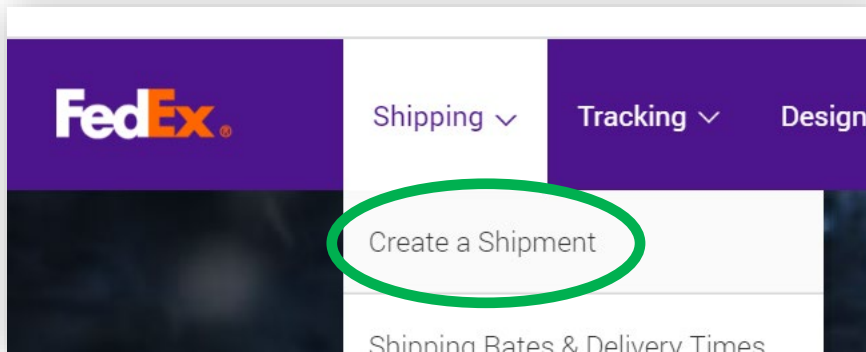 FedEx®
Shipping
Tracking
Design
Create a Shipment
Shipping Rates & Delivery Times